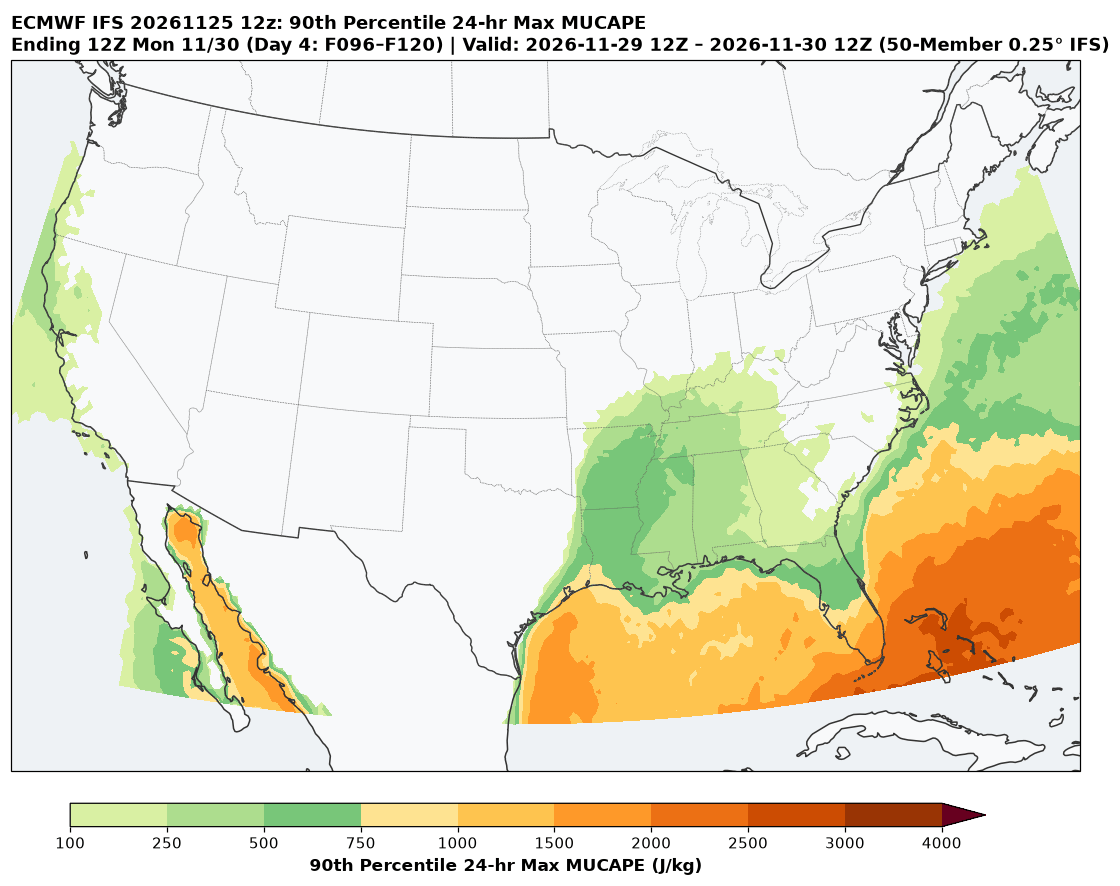 ECMWF IFS 20261125 12z: 90th Percentile 24-hr Max MUCAPE
Ending 12Z Mon 11/30 (Day 4: F096–F120) | Valid: 2026-11-29 12Z – 2026-11-30 12Z (50-Member 0.25° IFS)
100 250 500 750 1000 1500 2000 2500 3000 4000
90th Percentile 24-hr Max MUCAPE (J/kg)